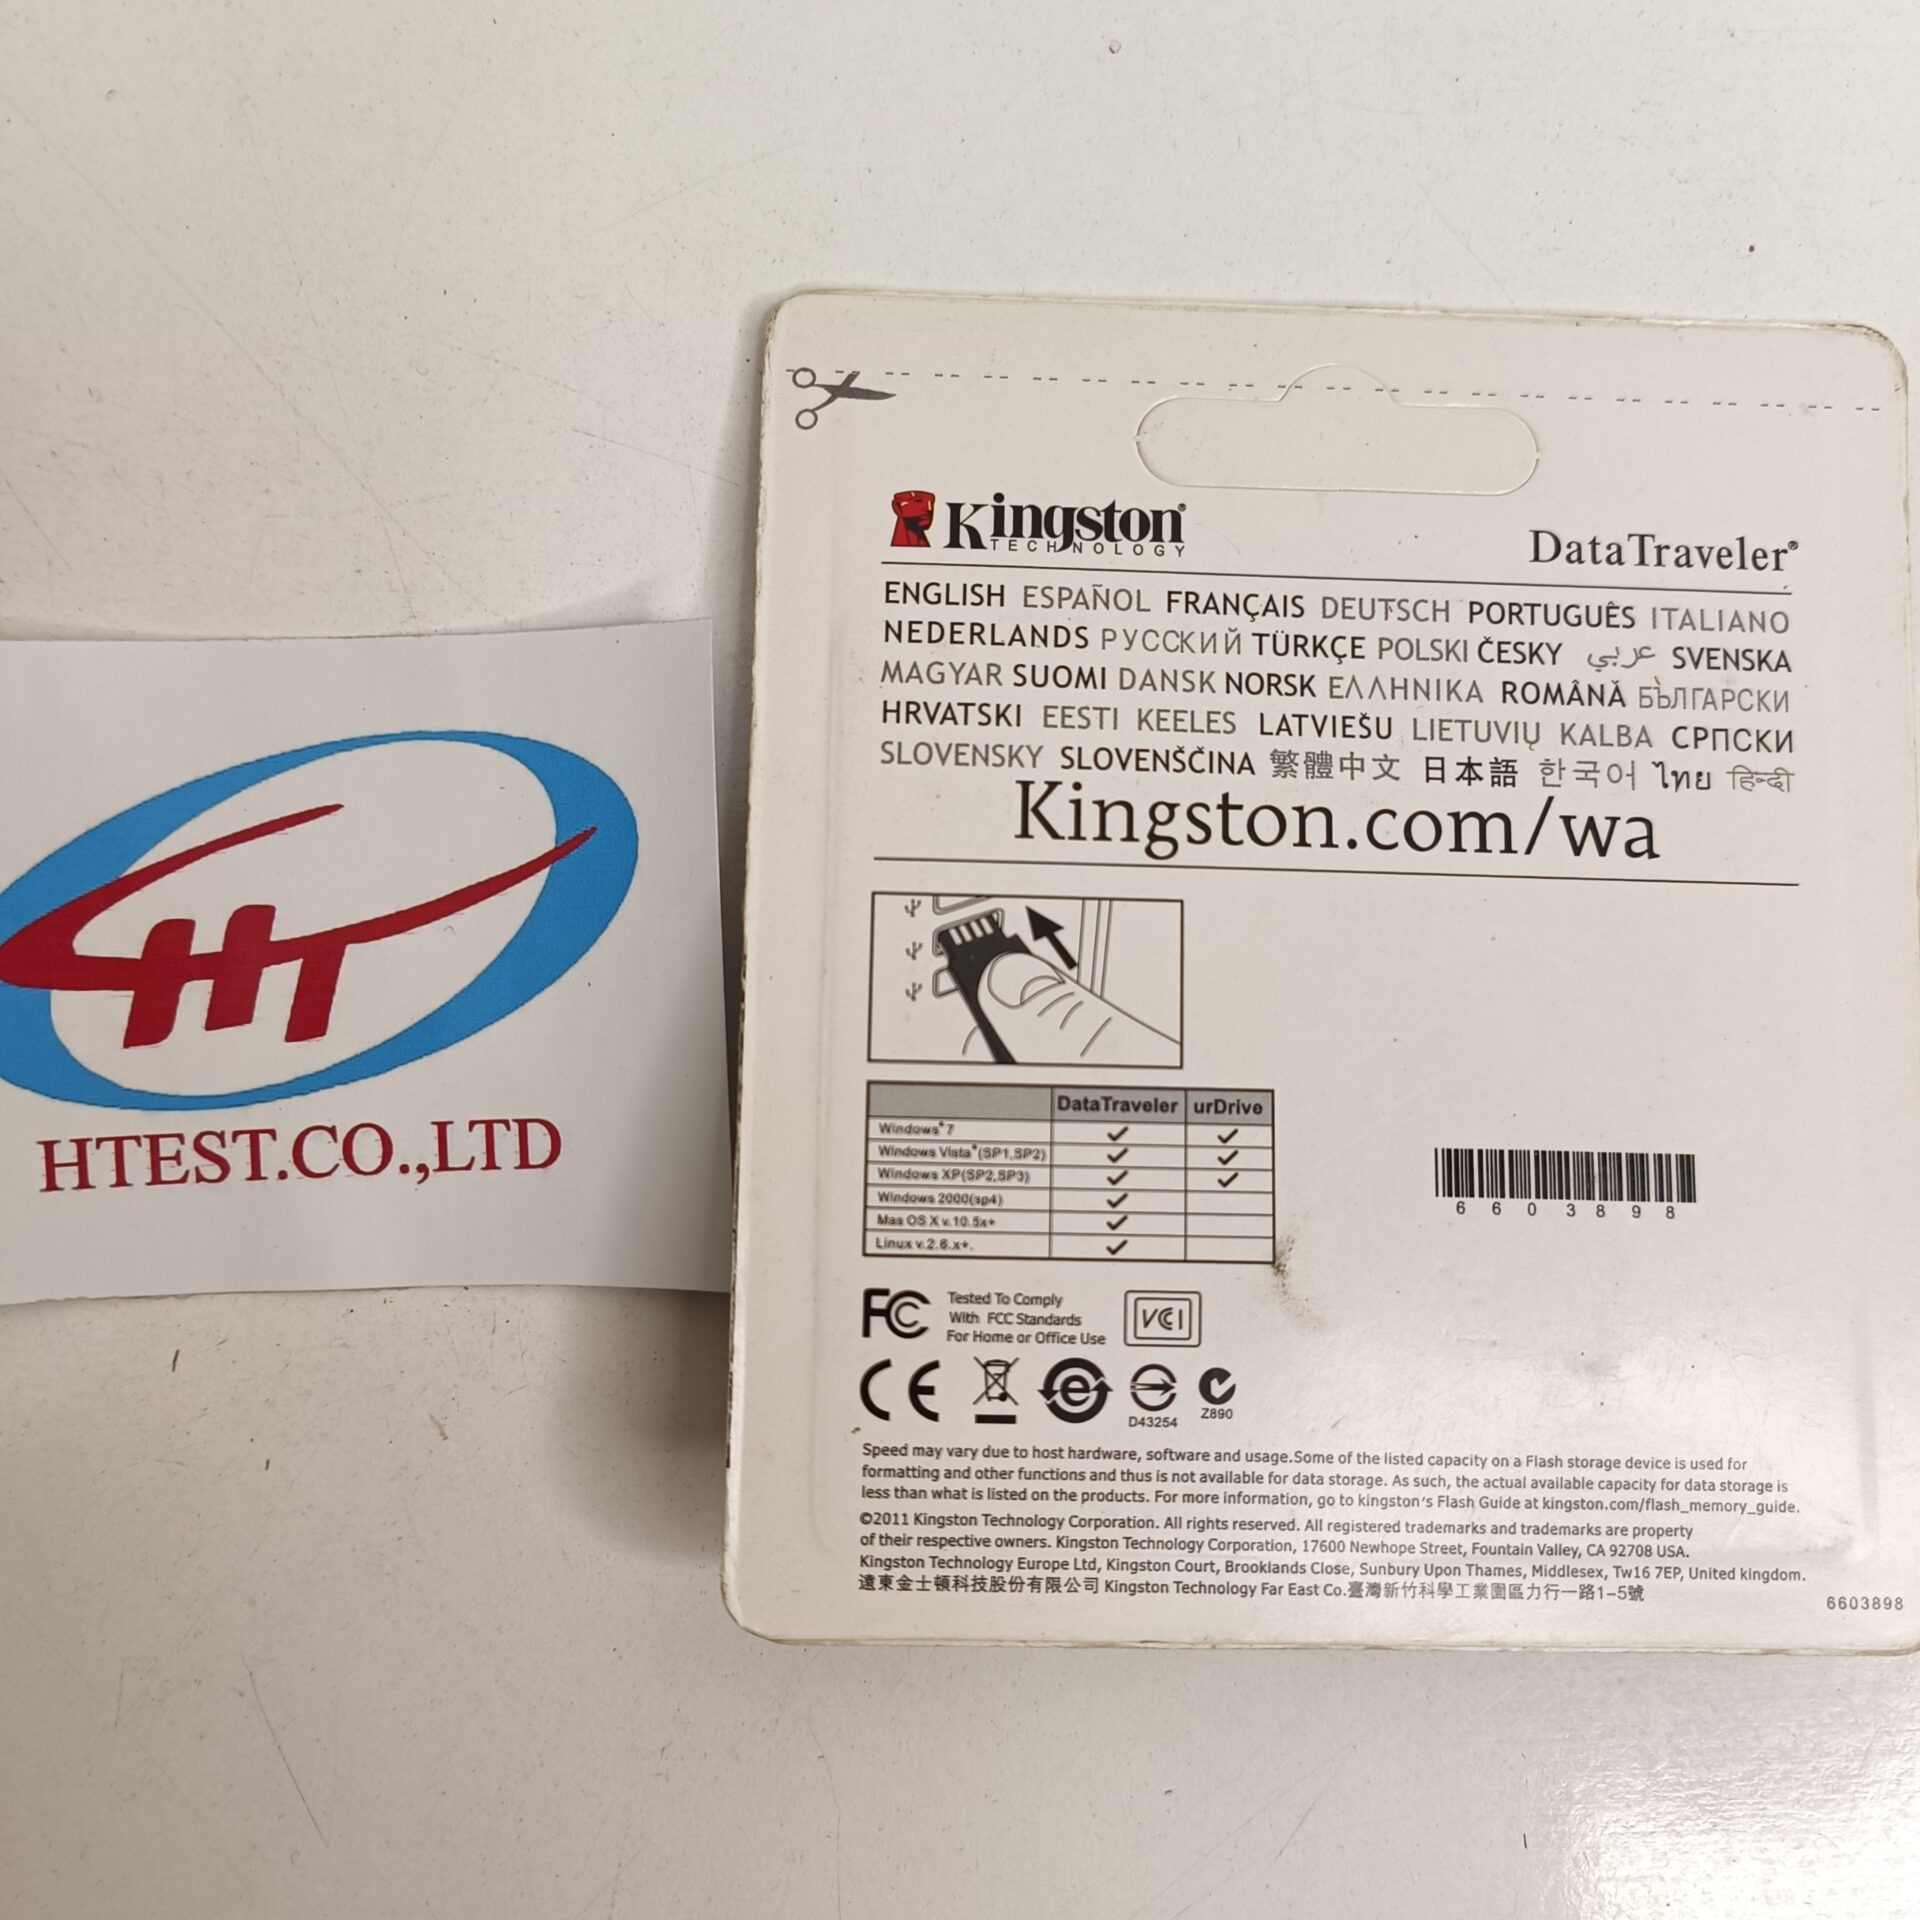 HT
HTEST.CO.,LTD
Kingston®
TECHNOLOGY
DataTraveler®
ENGLISH ESPAÑOL FRANÇAIS DEUTSCH PORTUGUÊS ITALIANO
NEDERLANDS РУССКИЙ TÜRKÇE POLSKI ČESKY عربي SVENSKA
MAGYAR SUOMI DANSK NORSK ΕΛΛΗΝΙΚΑ ROMÂNĂ БЪЛГАРСКИ
HRVATSKI EESTI KEELES LATVIEŠU LIETUVIŲ KALBA СРПСКИ
SLOVENSKY SLOVENŠČINA 繁體中文 日本語 한국어 ไทย हिन्दी
Kingston.com/wa
DataTraveler urDrive
Windows®7 ✓ ✓
Windows Vista®(SP1,SP2) ✓ ✓
Windows XP(SP2,SP3) ✓ ✓
Windows 2000(sp4) ✓
Mas OS X v.10.5x+ ✓
Linux v.2.6.x+. ✓
6603898
FC
Tested To Comply
With FCC Standards
For Home or Office Use
VCI
CE
e
D43254
Z890
Speed may vary due to host hardware, software and usage.Some of the listed capacity on a Flash storage device is used for
formatting and other functions and thus is not available for data storage. As such, the actual available capacity for data storage is
less than what is listed on the products. For more information, go to kingston's Flash Guide at kingston.com/flash_memory_guide.
©2011 Kingston Technology Corporation. All rights reserved. All registered trademarks and trademarks are property
of their respective owners. Kingston Technology Corporation, 17600 Newhope Street, Fountain Valley, CA 92708 USA.
Kingston Technology Europe Ltd, Kingston Court, Brooklands Close, Sunbury Upon Thames, Middlesex, Tw16 7EP, United kingdom.
遠東金士頓科技股份有限公司 Kingston Technology Far East Co.臺灣新竹科學工業園區力行一路1-5號
6603898